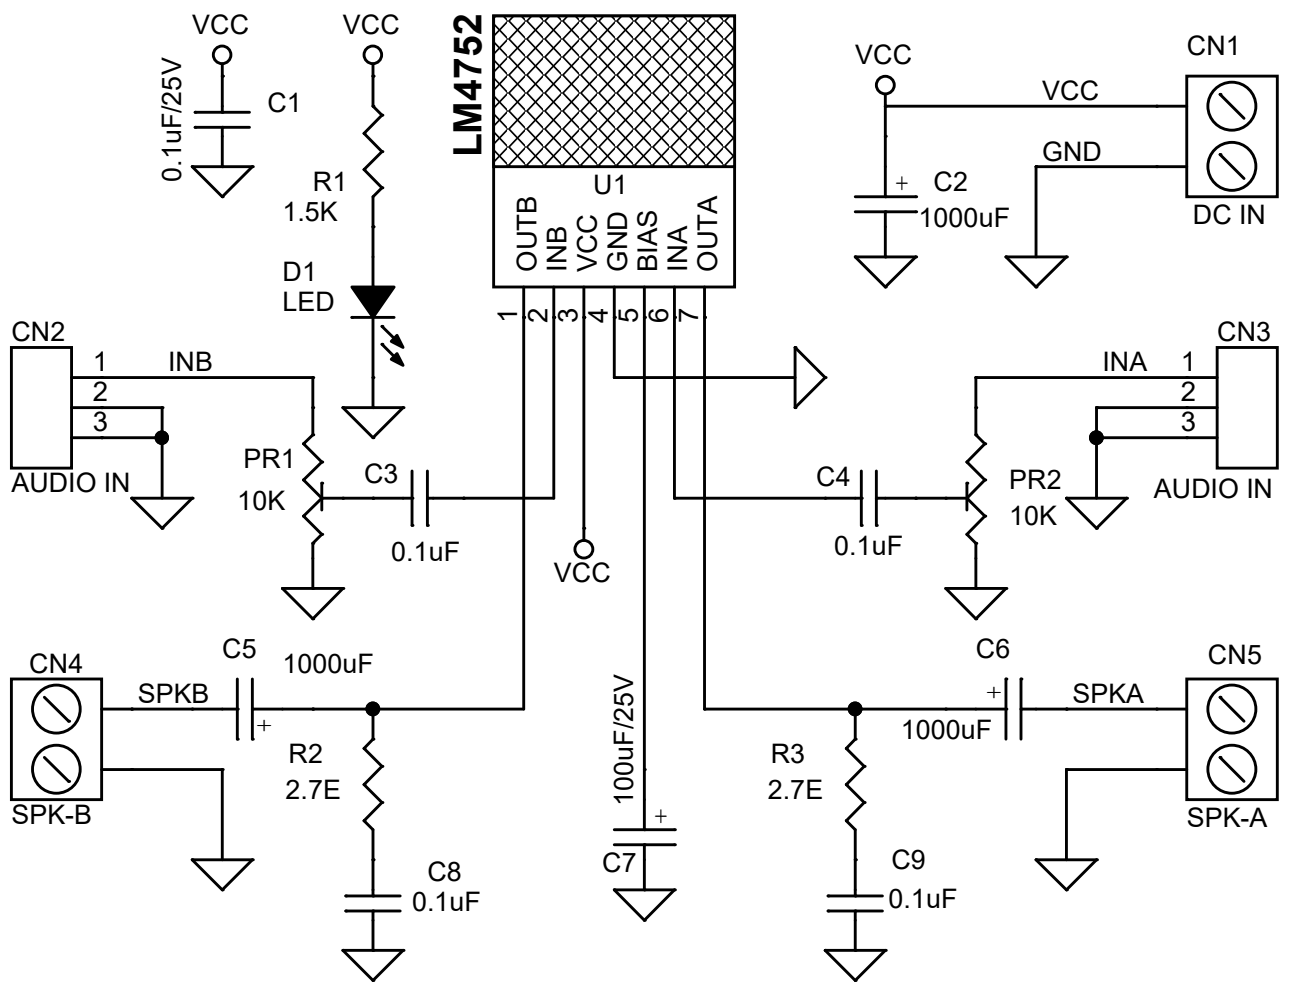 VCC
0.1uF/25V
C1
VCC
R1
1.5K
D1
LED
LM4752
U1
OUTB
INB
VCC
GND
BIAS
INA
OUTA
1
2
3
4
5
6
7
VCC
VCC
+
C2
1000uF
CN1
VCC
GND
DC IN
CN2
1
2
3
INB
AUDIO IN
PR1
10K
C3
0.1uF
CN3
INA
1
2
3
AUDIO IN
PR2
10K
C4
0.1uF
CN4
SPKB
SPK-B
C5
+
1000uF
R2
2.7E
C8
0.1uF
100uF/25V
+
C7
C6
+
1000uF
SPKA
CN5
SPK-A
R3
2.7E
C9
0.1uF